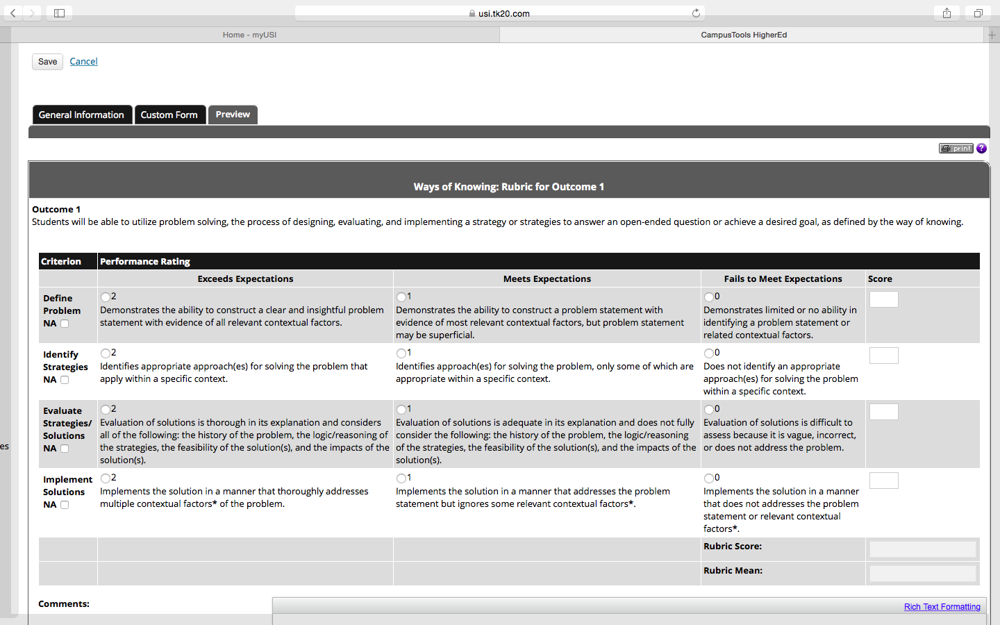 usi.tk20.com
Home - myUSI
CampusTools HigherEd
Save Cancel
General Information Custom Form Preview
print ?
Ways of Knowing: Rubric for Outcome 1
Outcome 1
Students will be able to utilize problem solving, the process of designing, evaluating, and implementing a strategy or strategies to answer an open-ended question or achieve a desired goal, as defined by the way of knowing.
Criterion Performance Rating
Exceeds Expectations Meets Expectations Fails to Meet Expectations Score
Define
Problem
NA
2
Demonstrates the ability to construct a clear and insightful problem
statement with evidence of all relevant contextual factors.
1
Demonstrates the ability to construct a problem statement with
evidence of most relevant contextual factors, but problem statement
may be superficial.
0
Demonstrates limited or no ability in
identifying a problem statement or
related contextual factors.
Identify
Strategies
NA
2
Identifies appropriate approach(es) for solving the problem that
apply within a specific context.
1
Identifies approach(es) for solving the problem, only some of which are
appropriate within a specific context.
0
Does not identify an appropriate
approach(es) for solving the problem
within a specific context.
Evaluate
Strategies/
Solutions
NA
2
Evaluation of solutions is thorough in its explanation and considers
all of the following: the history of the problem, the logic/reasoning of
the strategies, the feasibility of the solution(s), and the impacts of the
solution(s).
1
Evaluation of solutions is adequate in its explanation and does not fully
consider the following: the history of the problem, the logic/reasoning
of the strategies, the feasibility of the solution(s), and the impacts of the
solution(s).
0
Evaluation of solutions is difficult to
assess because it is vague, incorrect,
or does not address the problem.
es
Implement
Solutions
NA
2
Implements the solution in a manner that thoroughly addresses
multiple contextual factors* of the problem.
1
Implements the solution in a manner that addresses the problem
statement but ignores some relevant contextual factors*.
0
Implements the solution in a manner
that does not addresses the problem
statement or relevant contextual
factors*.
Rubric Score:
Rubric Mean:
Comments:
Rich Text Formatting